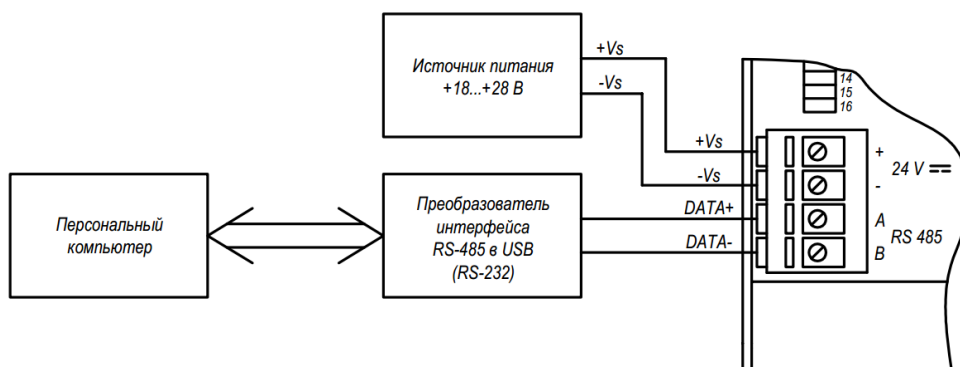 Источник питания
+18...+28 В
+Vs
-Vs
14
15
16
+Vs
+
-Vs
-
24 V
DATA+
A
DATA-
B
RS 485
Персональный
компьютер
Преобразователь
интерфейса
RS-485 в USB
(RS-232)